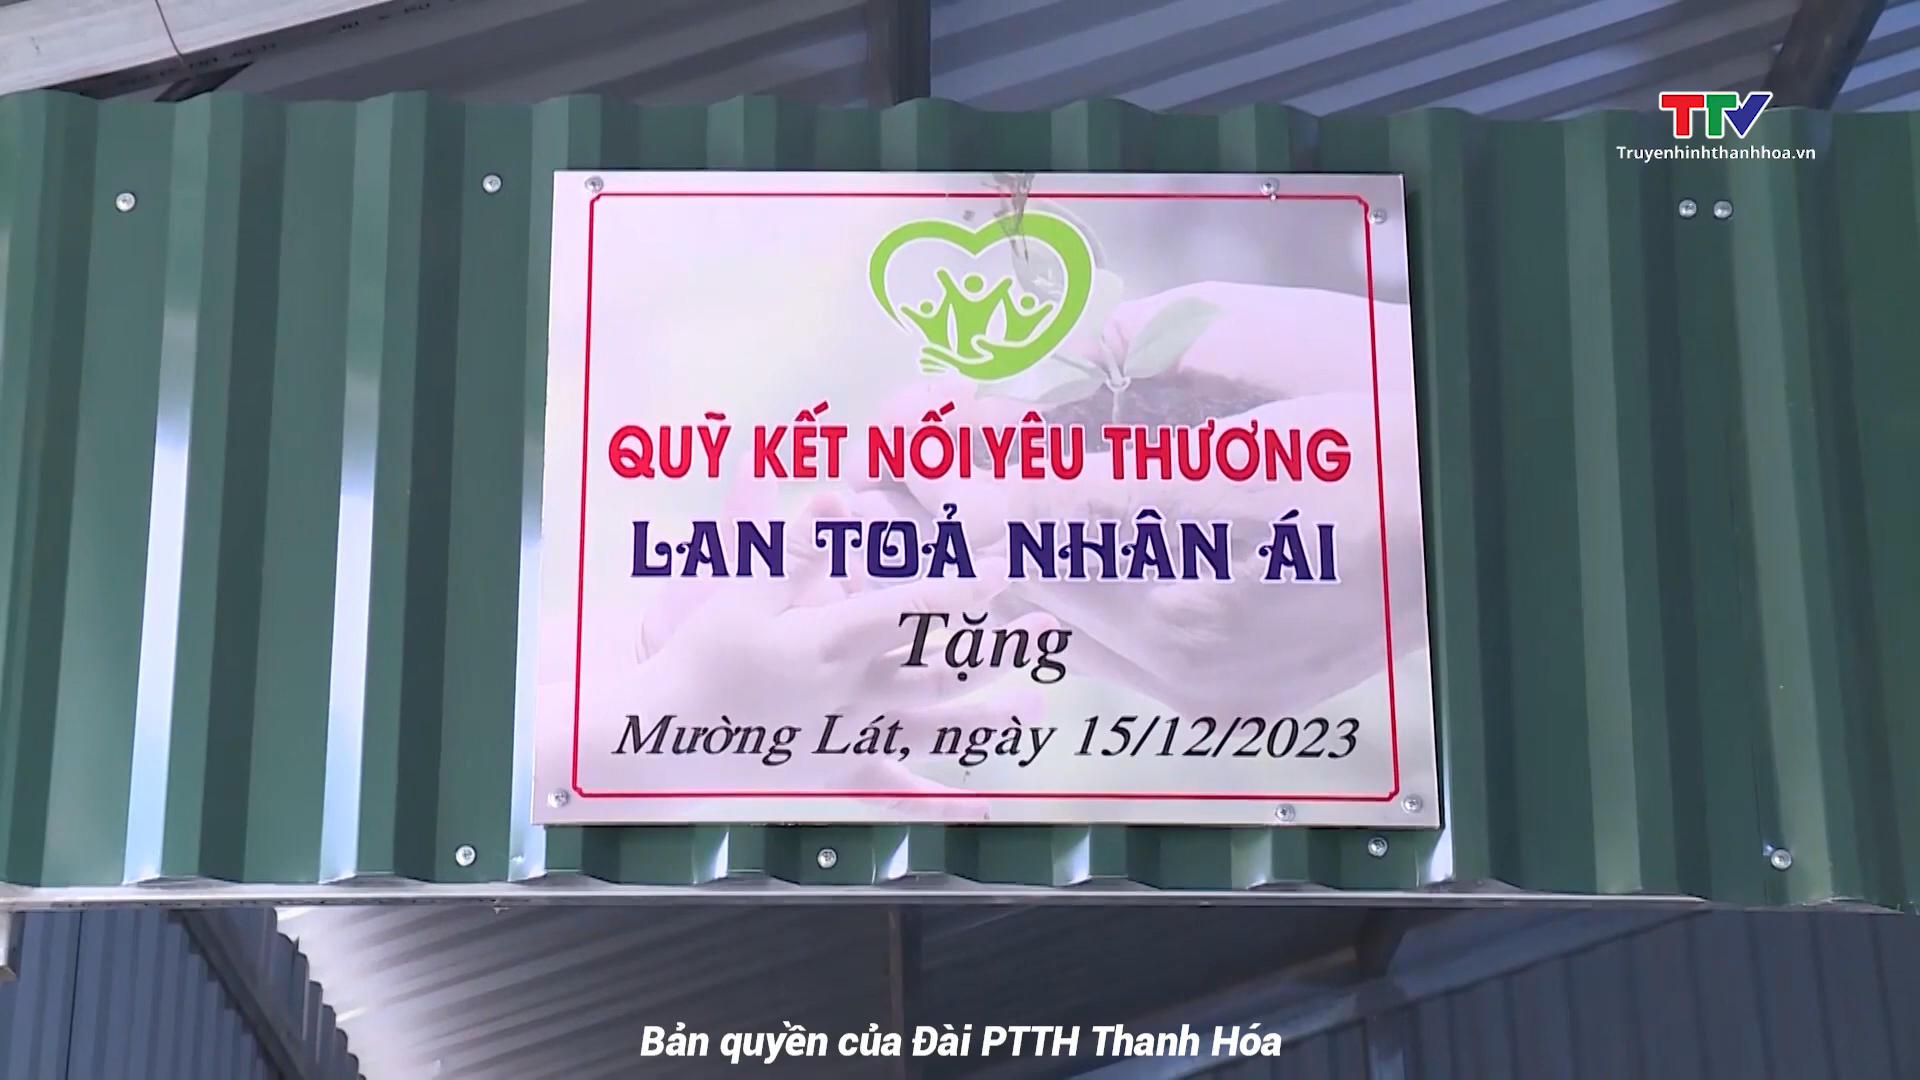 TTV
Truyenhinhthanhhoa.vn
QUỸ KẾT NỐI YÊU THƯƠNG
LAN TOẢ NHÂN ÁI
Tặng
Mường Lát, ngày 15/12/2023
Bản quyền của Đài PTTH Thanh Hóa